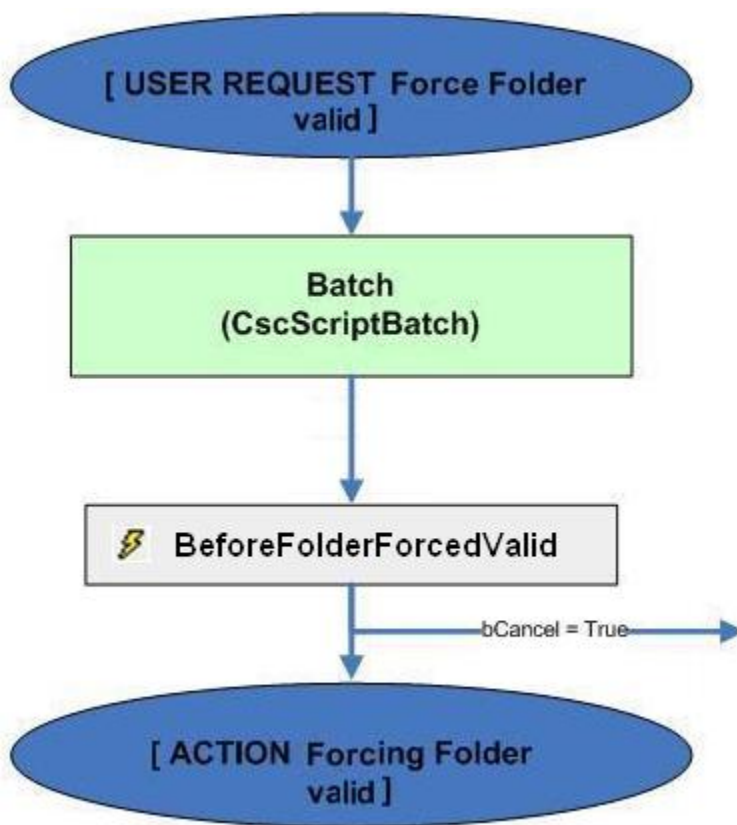 [ USER REQUEST Force Folder
valid ]
Batch
(CscScriptBatch)
BeforeFolderForcedValid
bCancel = True
[ ACTION Forcing Folder
valid ]